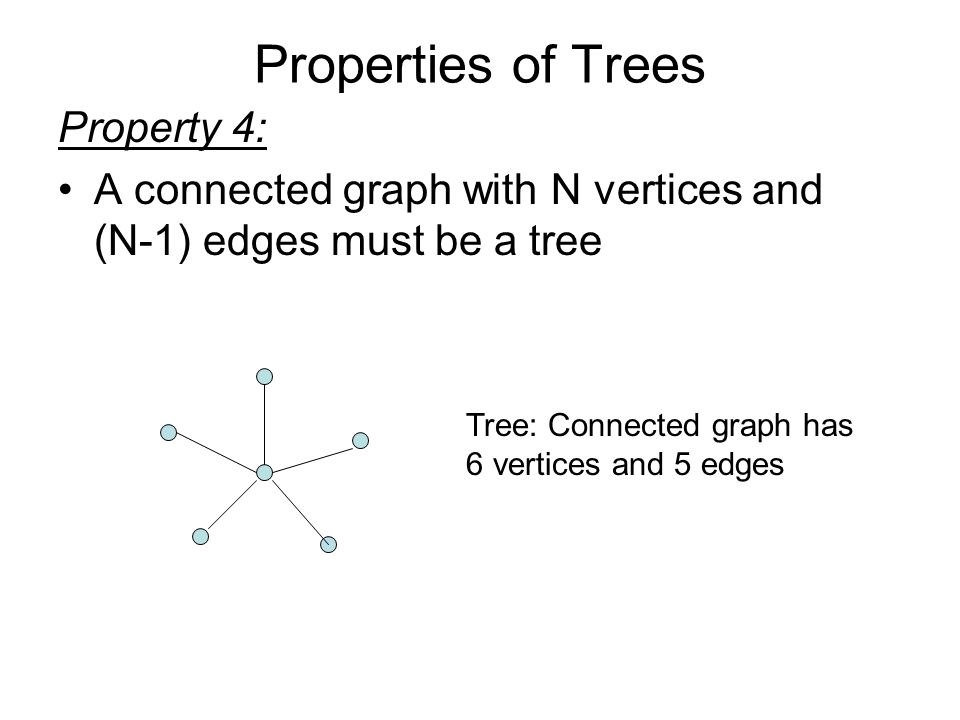 Properties of Trees
Property 4:
• A connected graph with N vertices and
(N-1) edges must be a tree
Tree: Connected graph has
6 vertices and 5 edges